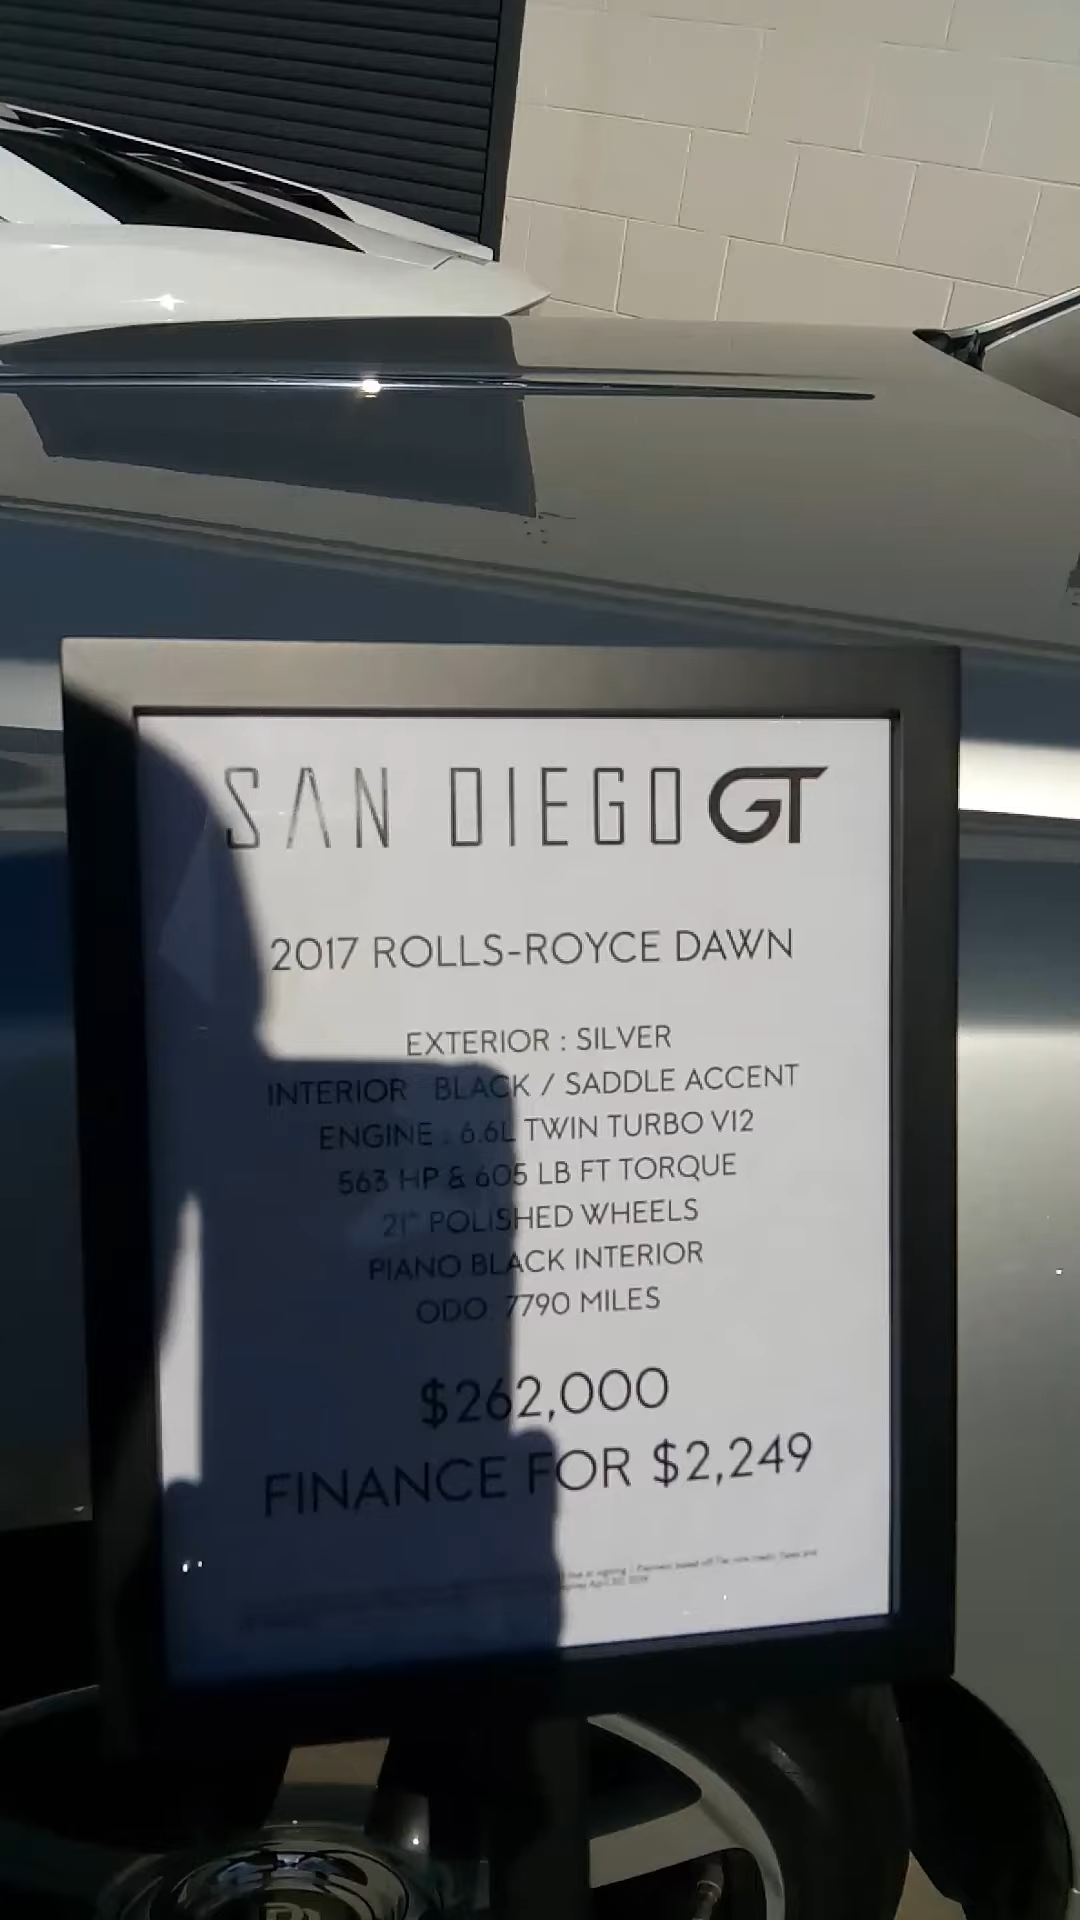 SAN DIEGO GT
2017 ROLLS-ROYCE DAWN
EXTERIOR : SILVER
INTERIOR BLACK / SADDLE ACCENT
ENGINE : 6.6L TWIN TURBO V12
563 HP & 605 LB FT TORQUE
21" POLISHED WHEELS
PIANO BLACK INTERIOR
ODO: 7790 MILES
$262,000
FINANCE FOR $2,249